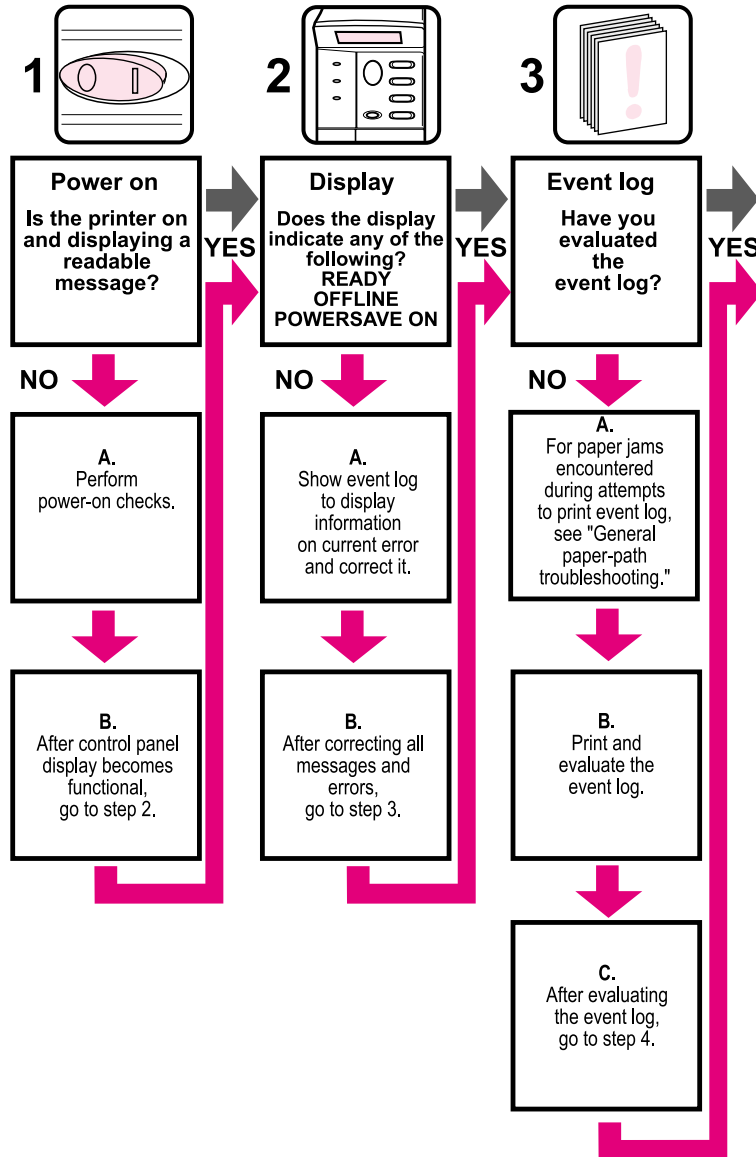 1
Power on
Is the printer on
and displaying a
readable
message?
YES
NO
A.
Perform
power-on checks.
B.
After control panel
display becomes
functional,
go to step 2.
2
Display
Does the display
indicate any of the
following?
READY
OFFLINE
POWERSAVE ON
YES
NO
A.
Show event log
to display
information
on current error
and correct it.
B.
After correcting all
messages and
errors,
go to step 3.
3
Event log
Have you
evaluated
the
event log?
YES
NO
A.
For paper jams
encountered
during attempts
to print event log,
see "General
paper-path
troubleshooting."
B.
Print and
evaluate the
event log.
C.
After evaluating
the event log,
go to step 4.